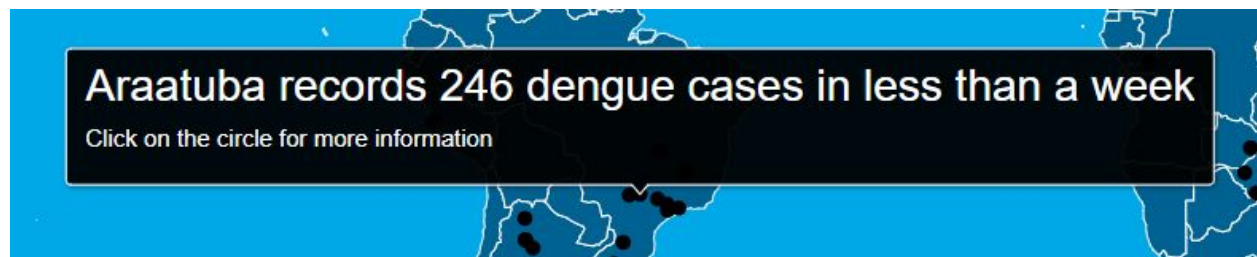 Araatuba records 246 dengue cases in less than a week
Click on the circle for more information